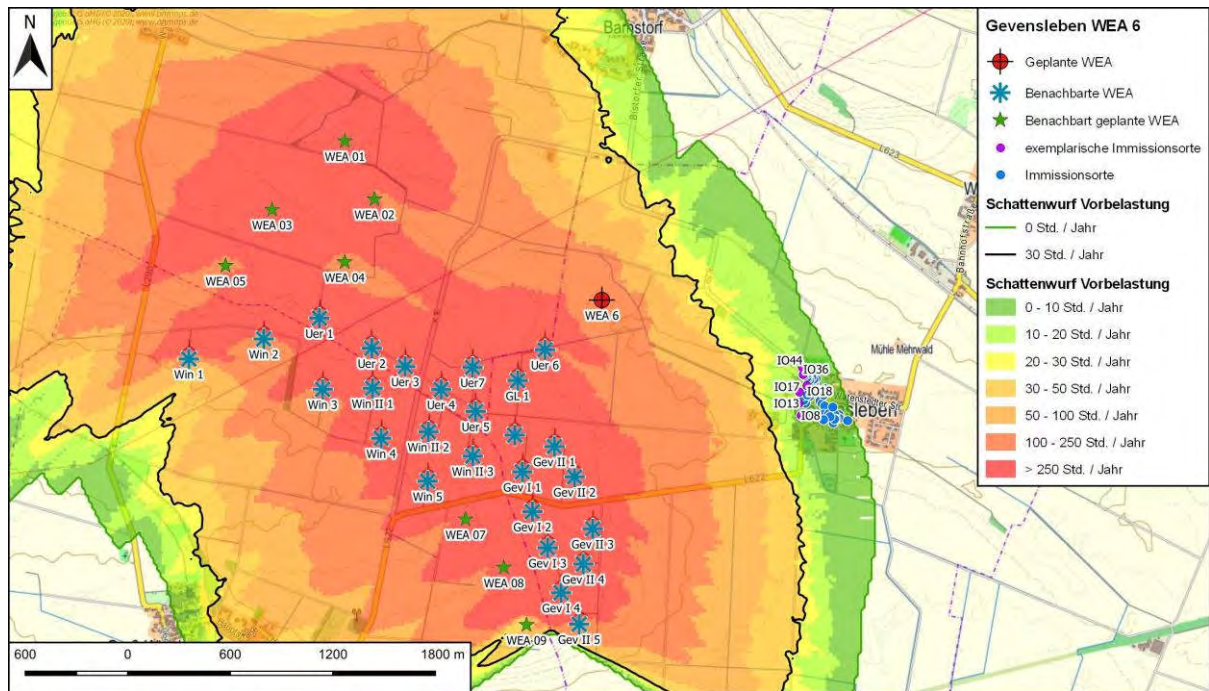 N
Barnstorf
Gevensleben WEA 6
Geplante WEA
Benachbarte WEA
Benachbart geplante WEA
exemplarische Immissionsorte
Immissionsorte
Schattenwurf Vorbelastung
0 Std. / Jahr
30 Std. / Jahr
Schattenwurf Vorbelastung
0 - 10 Std. / Jahr
10 - 20 Std. / Jahr
20 - 30 Std. / Jahr
30 - 50 Std. / Jahr
50 - 100 Std. / Jahr
100 - 250 Std. / Jahr
> 250 Std. / Jahr
L623
Bahnhofstraße
WEA 01
WEA 02
WEA 03
WEA 04
WEA 05
WEA 6
Uer 1
Win 2
Win 1
Uer 2
Uer 3
Uer7
Uer 6
GL 1
Win 3
Win II 1
Uer 4
Uer 5
Win 4
Win II 2
Win II 3
Win 5
Gev II 1
Gev I 1
Gev II 2
Gev I 2
Gev II 3
Gev I 3
Gev II 4
Gev I 4
Gev II 5
WEA 07
WEA 08
WEA 09
L622
Mühle Mehrwald
IO44
IO36
IO17
IO18
IO13
IO8
sleben
600 0 600 1200 1800 m